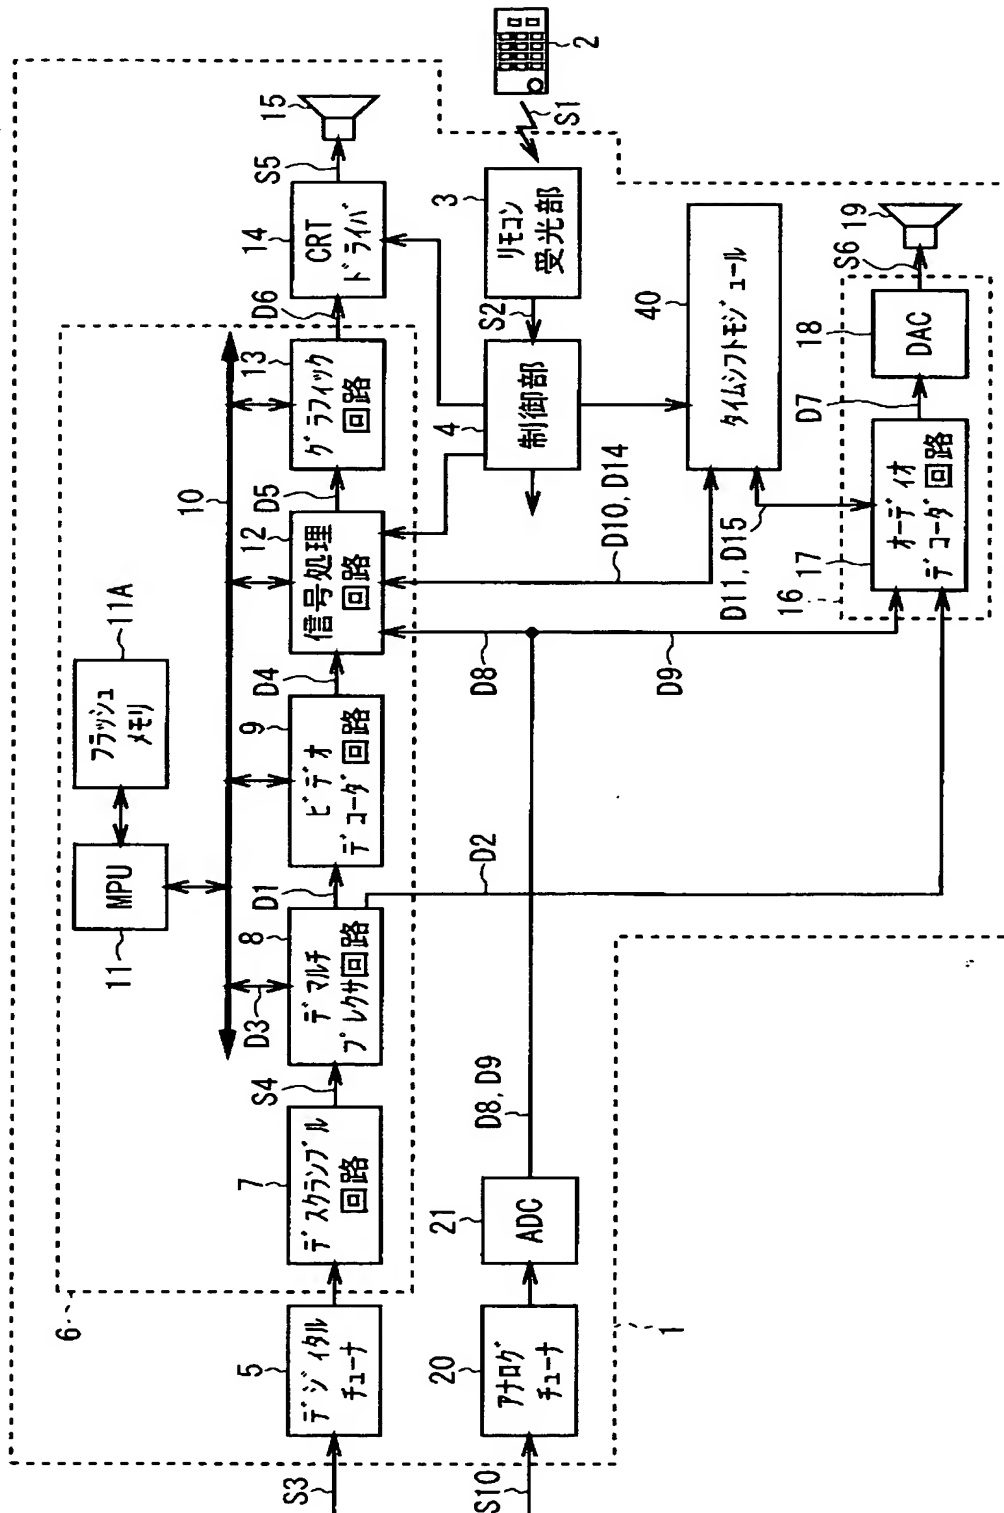 S3
デジイタル
チューナ
5
6
デスクランブル
回路
7
S4
デマルチ
プレクサ回路
8
D3
D1
D2
ビデオ
デコーダ回路
9
D4
信号処理
回路
12
D5
グラフィック
回路
13
D6
CRT
ドライバ
14
S5
15
10
MPU
11
フラッシュ
メモリ
11A
リモコン
受光部
3
S1
2
S2
制御部
4
タイムシフトモジュール
40
D10, D14
D11, D15
S10
アナログ
チューナ
20
ADC
21
D8, D9
D8
D9
16
オーディオ
デコーダ回路
17
D7
DAC
18
S6
19
1